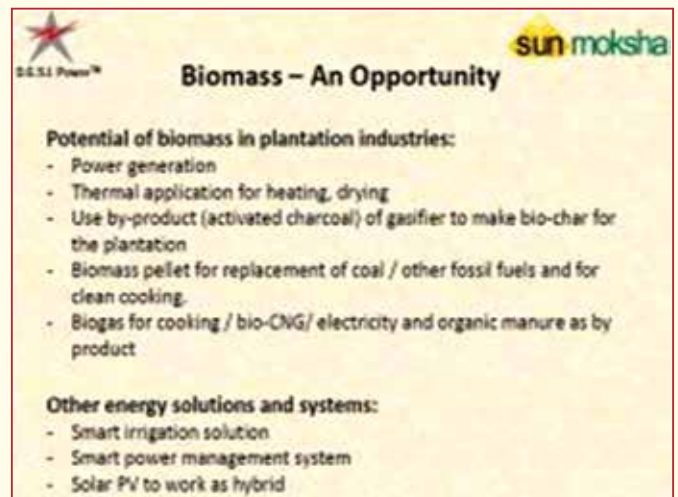 sun moksha
D.E.S.I. Power™
Biomass – An Opportunity
Potential of biomass in plantation industries:
- Power generation
- Thermal application for heating, drying
- Use by-product (activated charcoal) of gasifier to make bio-char for
the plantation
- Biomass pellet for replacement of coal / other fossil fuels and for
clean cooking.
- Biogas for cooking / bio-CNG/ electricity and organic manure as by
product
Other energy solutions and systems:
- Smart irrigation solution
- Smart power management system
- Solar PV to work as hybrid